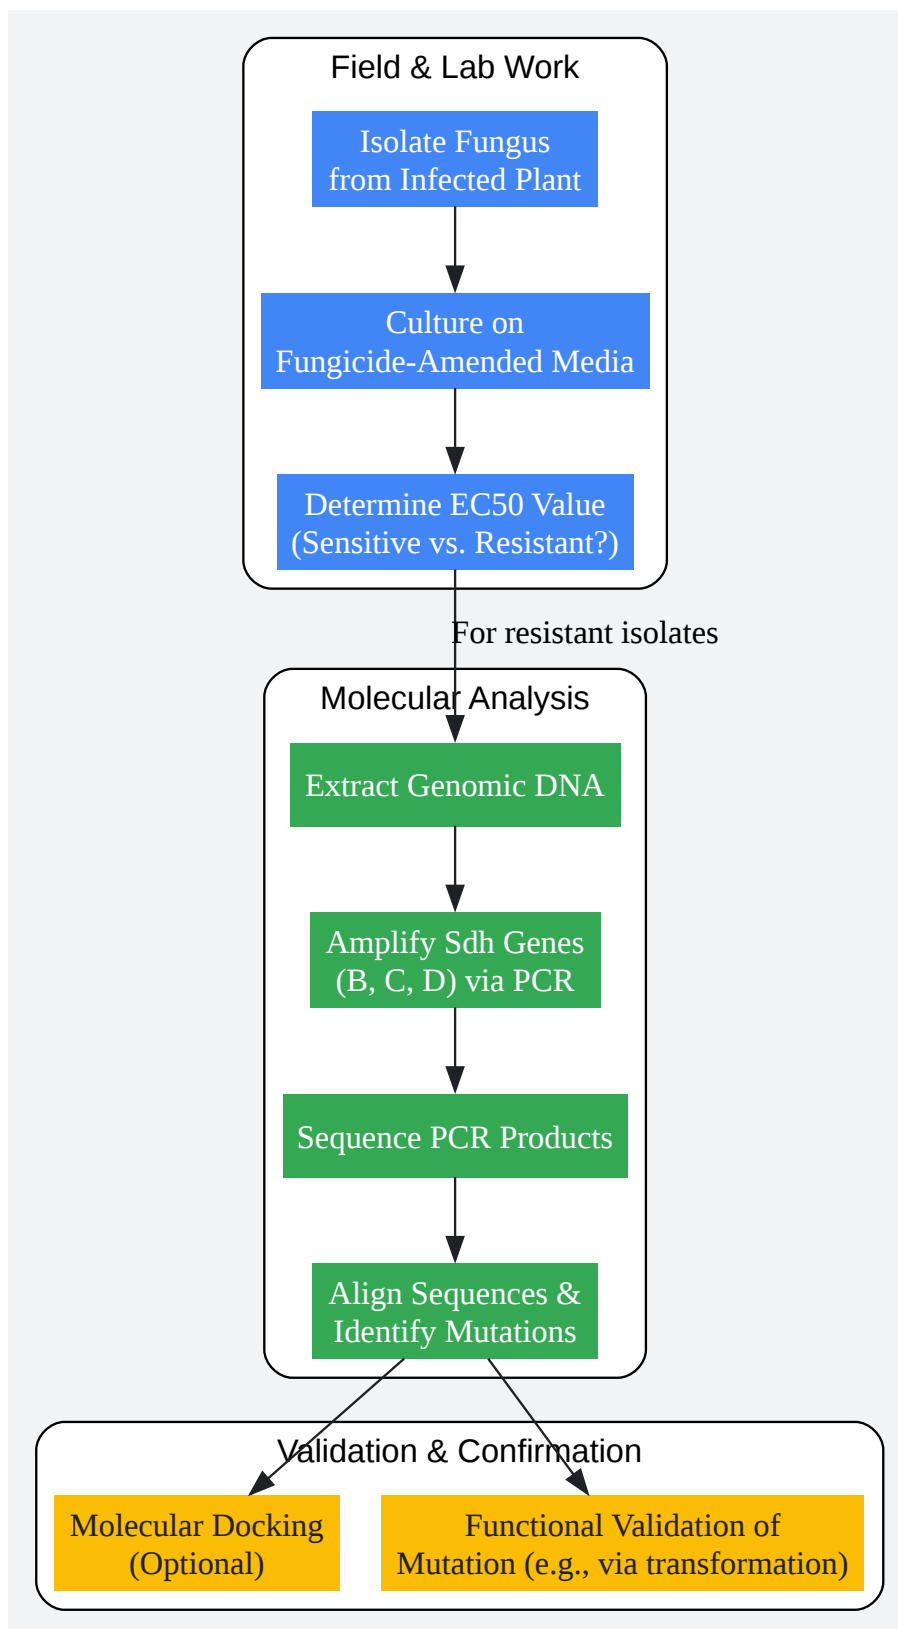 Field & Lab Work
Isolate Fungus
from Infected Plant
Culture on
Fungicide-Amended Media
Determine EC50 Value
(Sensitive vs. Resistant?)
For resistant isolates
Molecular Analysis
Extract Genomic DNA
Amplify Sdh Genes
(B, C, D) via PCR
Sequence PCR Products
Align Sequences &
Identify Mutations
Validation & Confirmation
Molecular Docking
(Optional)
Functional Validation of
Mutation (e.g., via transformation)